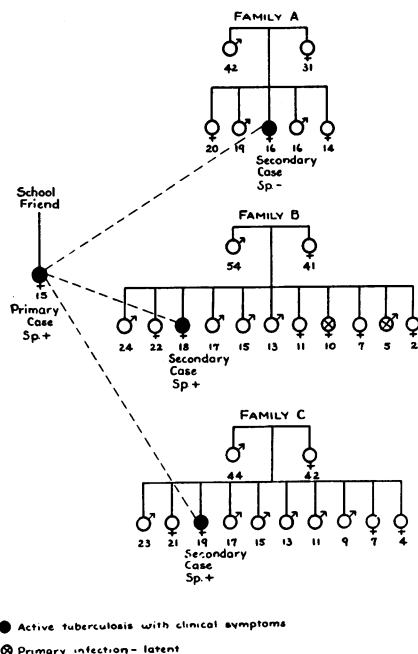 FAMILY A
42 31
20 19 16 16 14
Secondary
Case
Sp.-
School
Friend
15
Primary
Case
Sp.+
FAMILY B
54 41
24 22 18 17 15 13 11 10 7 5 2
Secondary
Case
Sp.+
FAMILY C
44 42
23 21 19 17 15 13 11 9 7 4
Secondary
Case
Sp.+
Active tuberculosis with clinical symptoms
Primary infection - latent